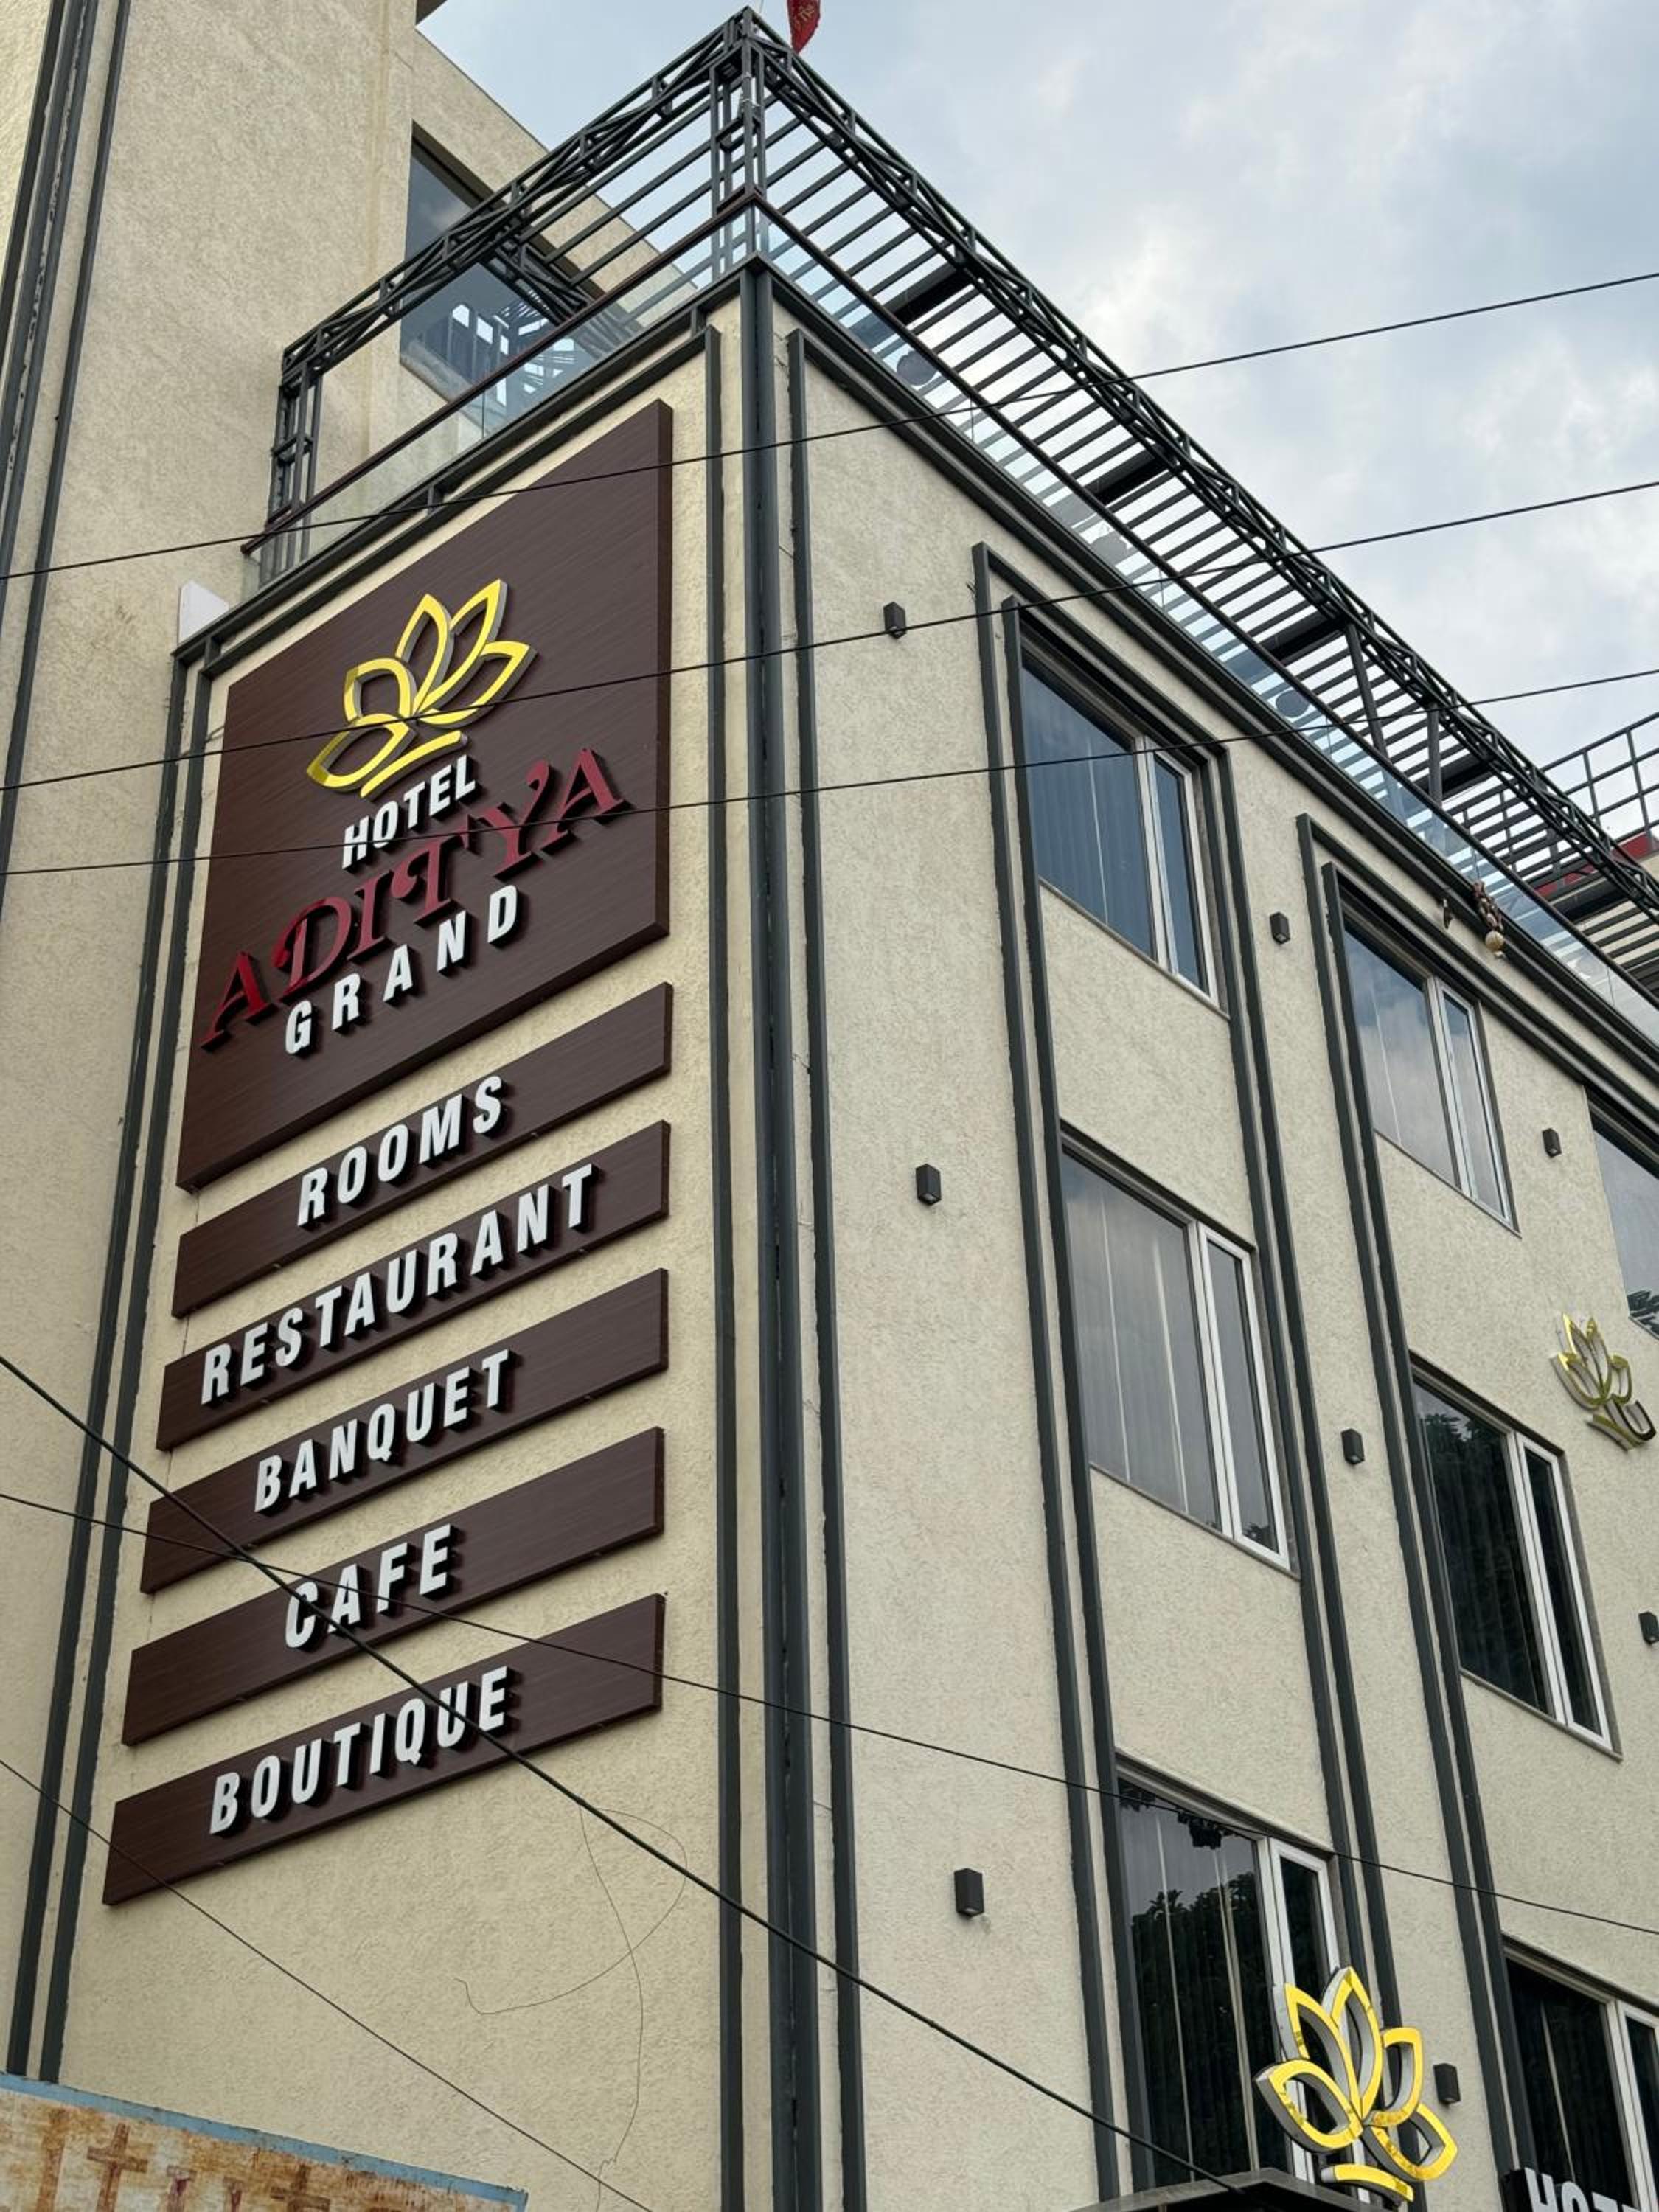 HOTEL
ADITYA
GRAND
ROOMS
RESTAURANT
BANQUET
CAFE
BOUTIQUE